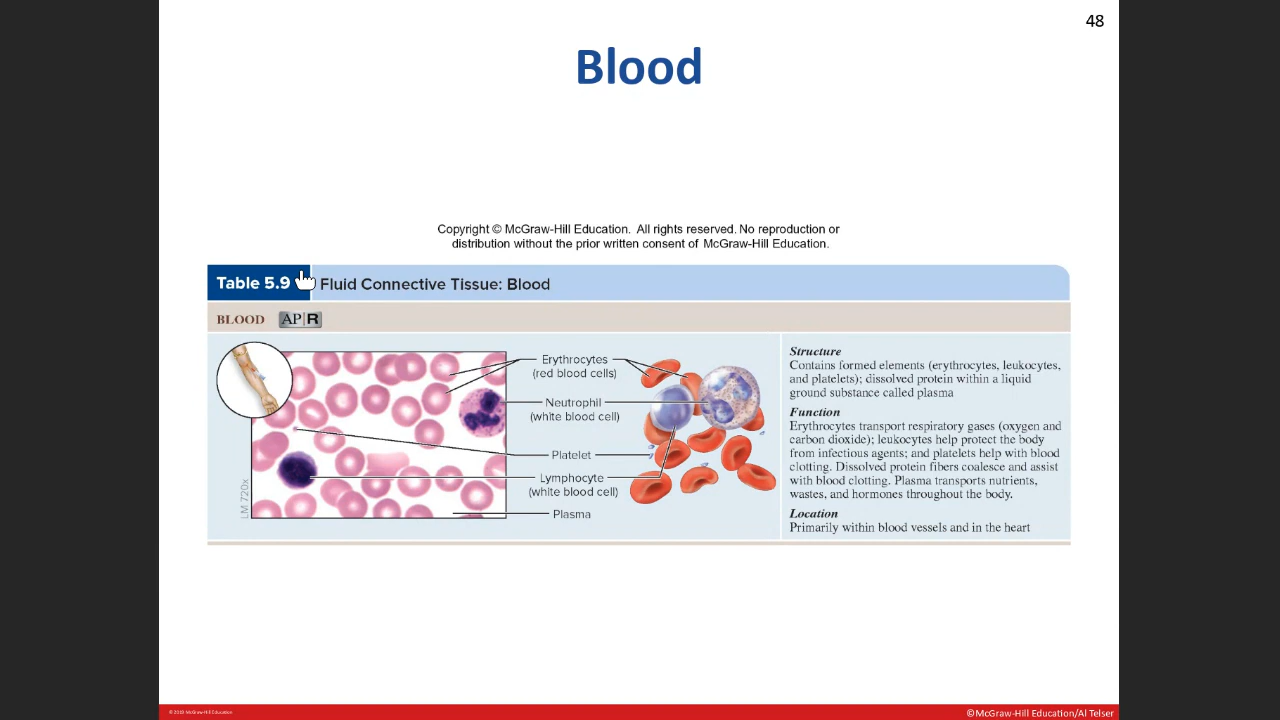 48
Blood
Copyright © McGraw-Hill Education. All rights reserved. No reproduction or
distribution without the prior written consent of McGraw-Hill Education.
Table 5.9
Fluid Connective Tissue: Blood
BLOOD AP|R
LM 720x
Erythrocytes
(red blood cells)
Neutrophil
(white blood cell)
Platelet
Lymphocyte
(white blood cell)
Plasma
Structure
Contains formed elements (erythrocytes, leukocytes,
and platelets); dissolved protein within a liquid
ground substance called plasma
Function
Erythrocytes transport respiratory gases (oxygen and
carbon dioxide); leukocytes help protect the body
from infectious agents; and platelets help with blood
clotting. Dissolved protein fibers coalesce and assist
with blood clotting. Plasma transports nutrients,
wastes, and hormones throughout the body.
Location
Primarily within blood vessels and in the heart
© 2019 McGraw-Hill Education
©McGraw-Hill Education/Al Telser